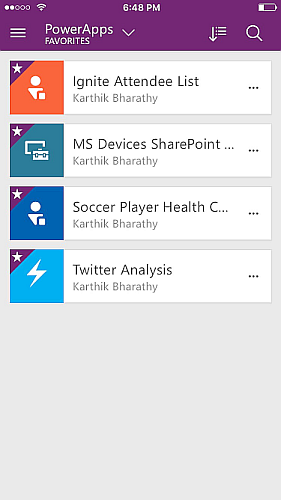 6:48 PM
PowerApps
FAVORITES
Ignite Attendee List
Karthik Bharathy
MS Devices SharePoint ...
Karthik Bharathy
Soccer Player Health C...
Karthik Bharathy
Twitter Analysis
Karthik Bharathy